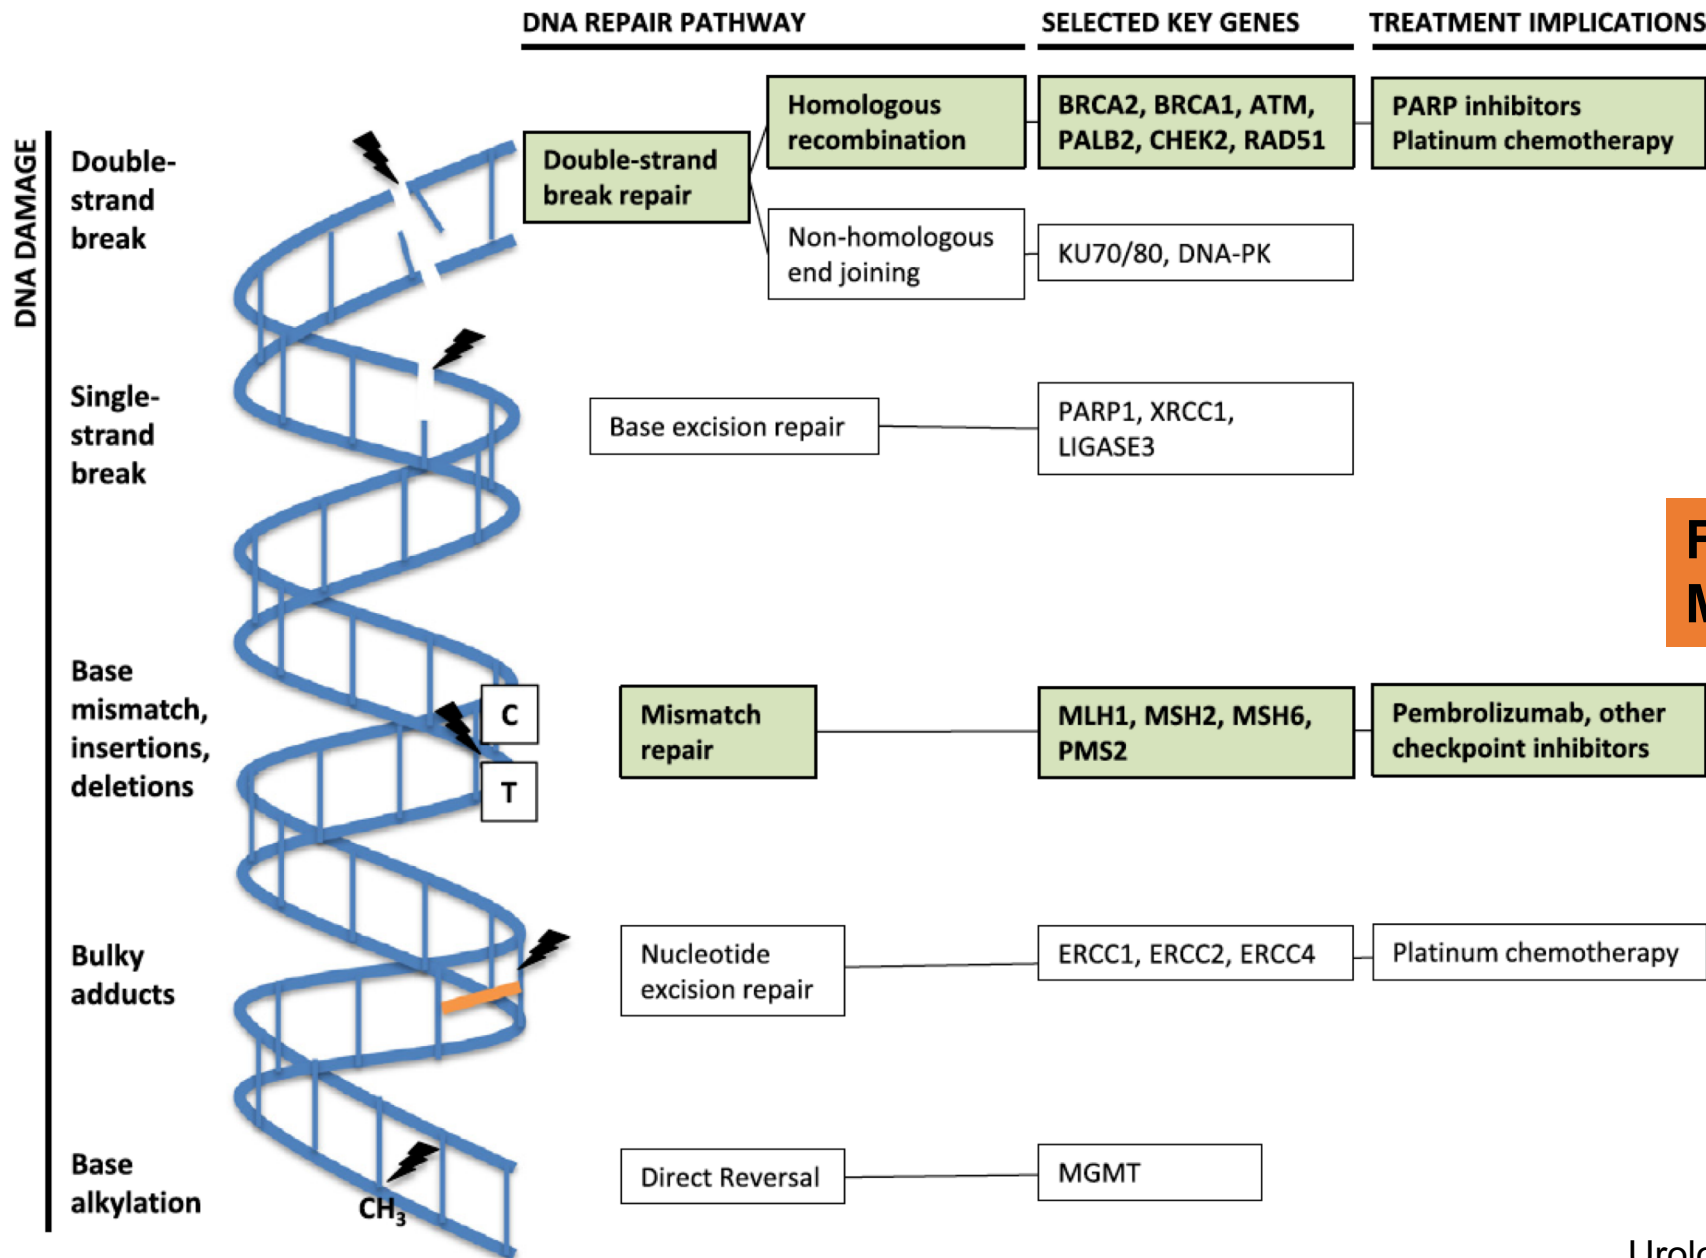 DNA REPAIR PATHWAY
SELECTED KEY GENES
TREATMENT IMPLICATIONS
DNA DAMAGE
Double-
strand
break
Double-strand
break repair
Homologous
recombination
BRCA2, BRCA1, ATM,
PALB2, CHEK2, RAD51
PARP inhibitors
Platinum chemotherapy
Non-homologous
end joining
KU70/80, DNA-PK
Single-
strand
break
Base excision repair
PARP1, XRCC1,
LIGASE3
Base
mismatch,
insertions,
deletions
C
T
Mismatch
repair
MLH1, MSH2, MSH6,
PMS2
Pembrolizumab, other
checkpoint inhibitors
Bulky
adducts
Nucleotide
excision repair
ERCC1, ERCC2, ERCC4
Platinum chemotherapy
Base
alkylation
CH₃
Direct Reversal
MGMT